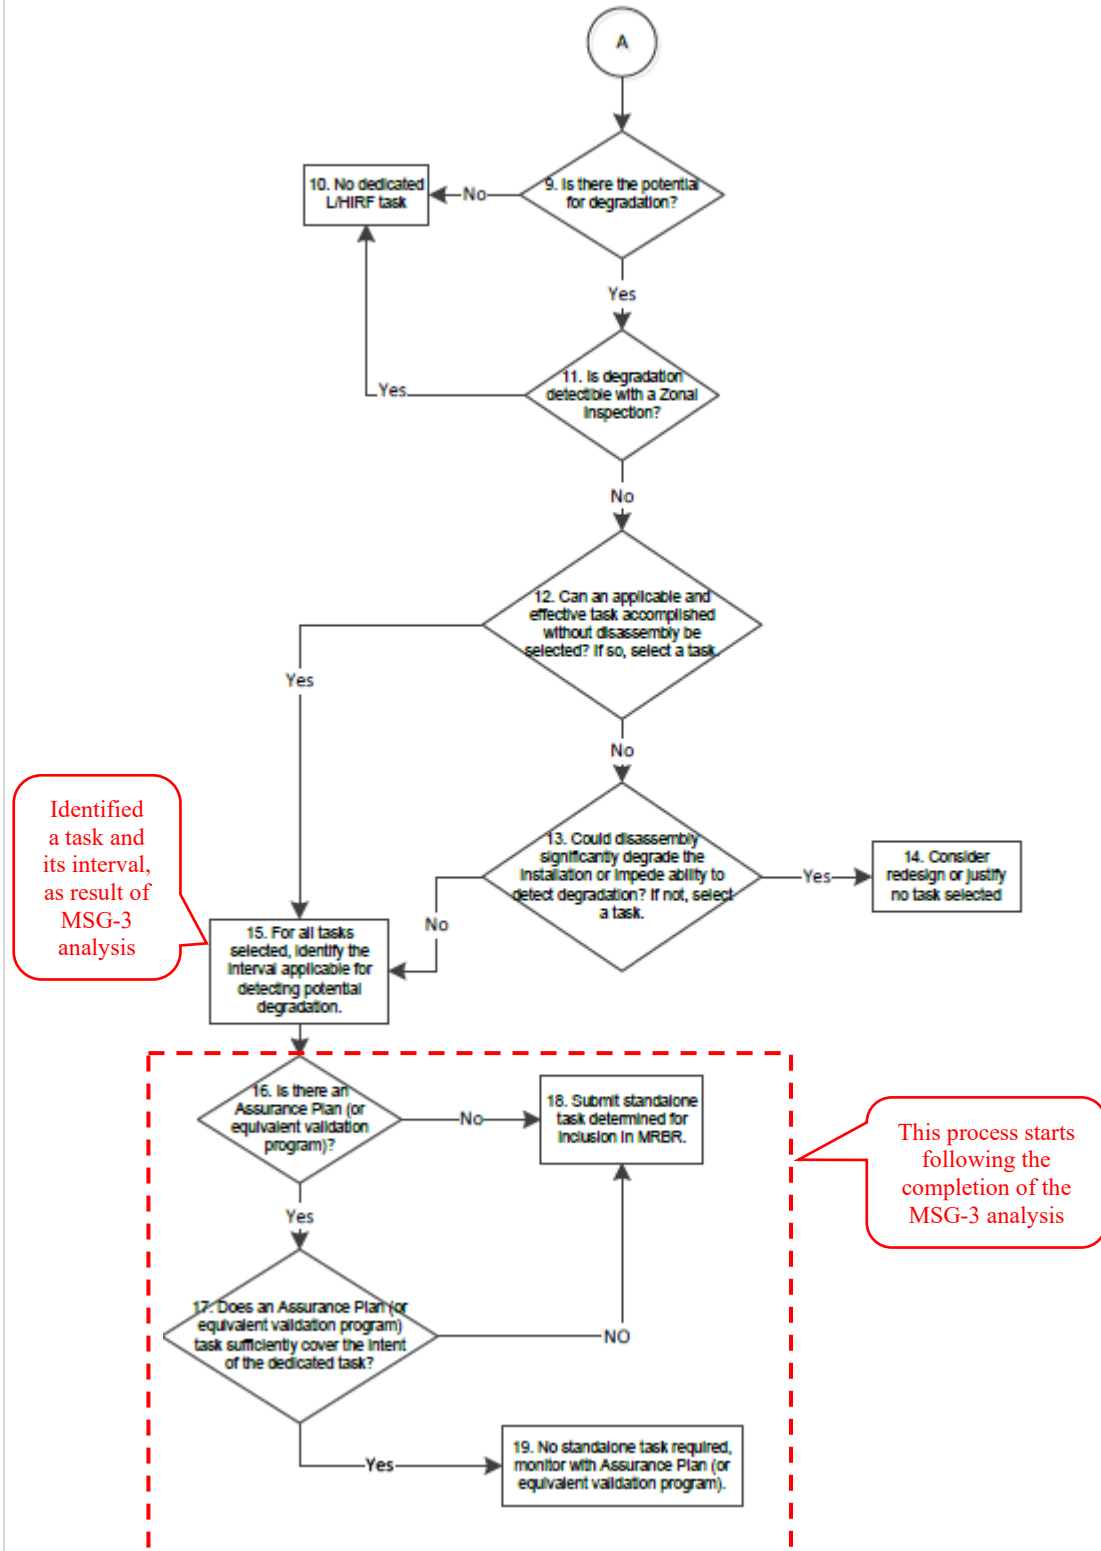 A
9. Is there the potential
for degradation?
No
10. No dedicated
L/HIRF task
Yes
11. Is degradation
detectible with a Zonal
Inspection?
Yes
No
12. Can an applicable and
effective task accomplished
without disassembly be
selected? If so, select a task.
Yes
No
13. Could disassembly
significantly degrade the
installation or impede ability to
detect degradation? If not, select
a task.
Yes
14. Consider
redesign or justify
no task selected
No
Identified
a task and
its interval,
as result of
MSG-3
analysis
15. For all tasks
selected, identify the
interval applicable for
detecting potential
degradation.
16. Is there an
Assurance Plan (or
equivalent validation
program)?
No
18. Submit standalone
task determined for
inclusion in MRBR.
This process starts
following the
completion of the
MSG-3 analysis
Yes
17. Does an Assurance Plan (or
equivalent validation program)
task sufficiently cover the intent
of the dedicated task?
NO
Yes
19. No standalone task required,
monitor with Assurance Plan (or
equivalent validation program).